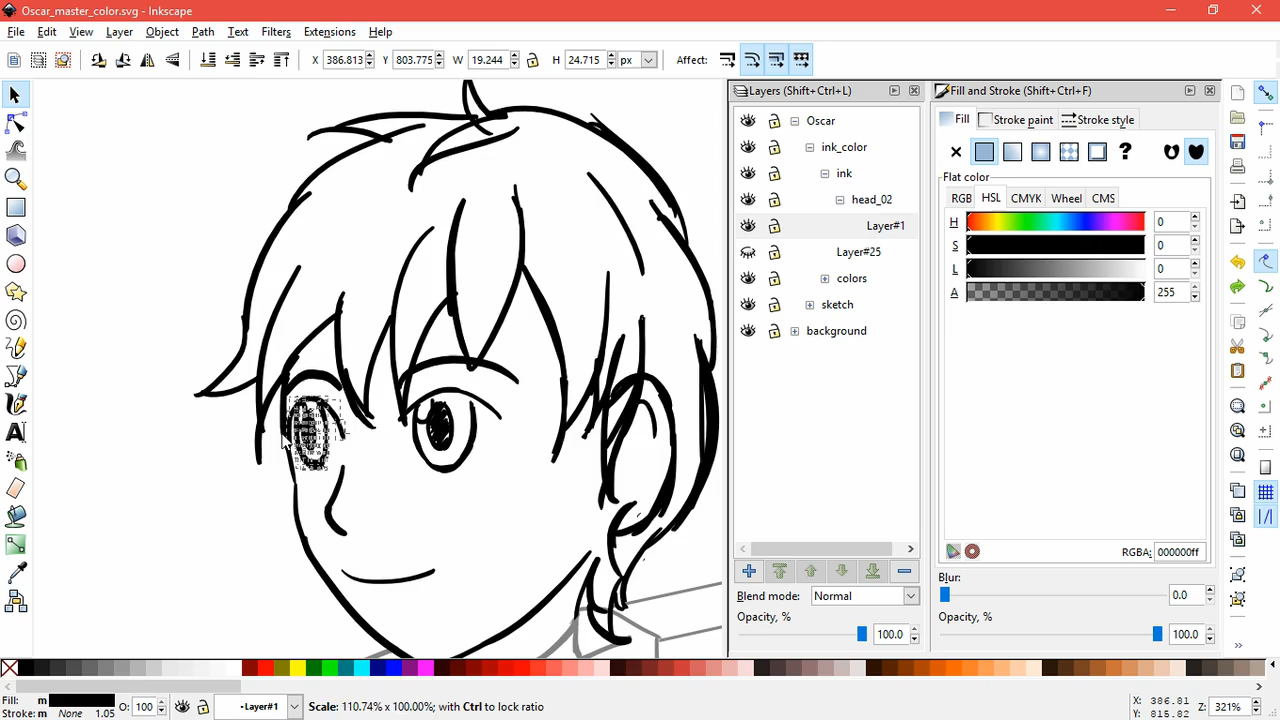 Oscar_master_color.svg - Inkscape
File Edit View Layer Object Path Text Filters Extensions Help
X 386.813 Y 803.775 W 19.244 H 24.715 px Affect:
Layers (Shift+Ctrl+L)
Fill and Stroke (Shift+Ctrl+F)
Oscar
ink_color
ink
head_02
Layer#1
Layer#25
colors
sketch
background
Fill Stroke paint Stroke style
?
Flat color
RGB HSL CMYK Wheel CMS
H 0
S 0
L 0
A 255
RGBA: 000000ff
Blend mode: Normal
Opacity, %
100.0
Blur:
0.0
Opacity, %
100.0
Fill: m
Stroke: m None 1.05
O: 100
Layer#1
Scale: 110.74% x 100.00%; with Ctrl to lock ratio
X: 386.81
Y: 815.82
Z: 321%